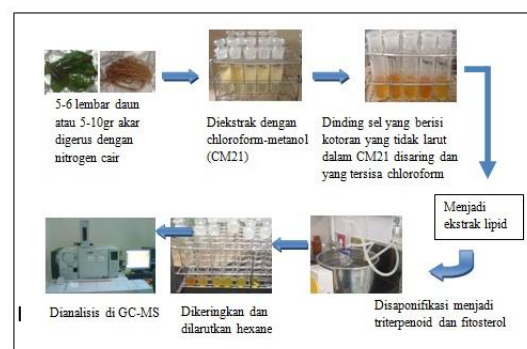 5-6 lembar daun
atau 5-10gr akar
digerus dengan
nitrogen cair
Diekstrak dengan
chloroform-metanol
(CM21)
Dinding sel yang berisi
kotoran yang tidak larut
dalam CM21 disaring dan
yang tersisa chloroform
Menjadi
ekstrak lipid
Disaponifikasi menjadi
triterpenoid dan fitosterol
Dikeringkan dan
dilarutkan hexane
Dianalisis di GC-MS